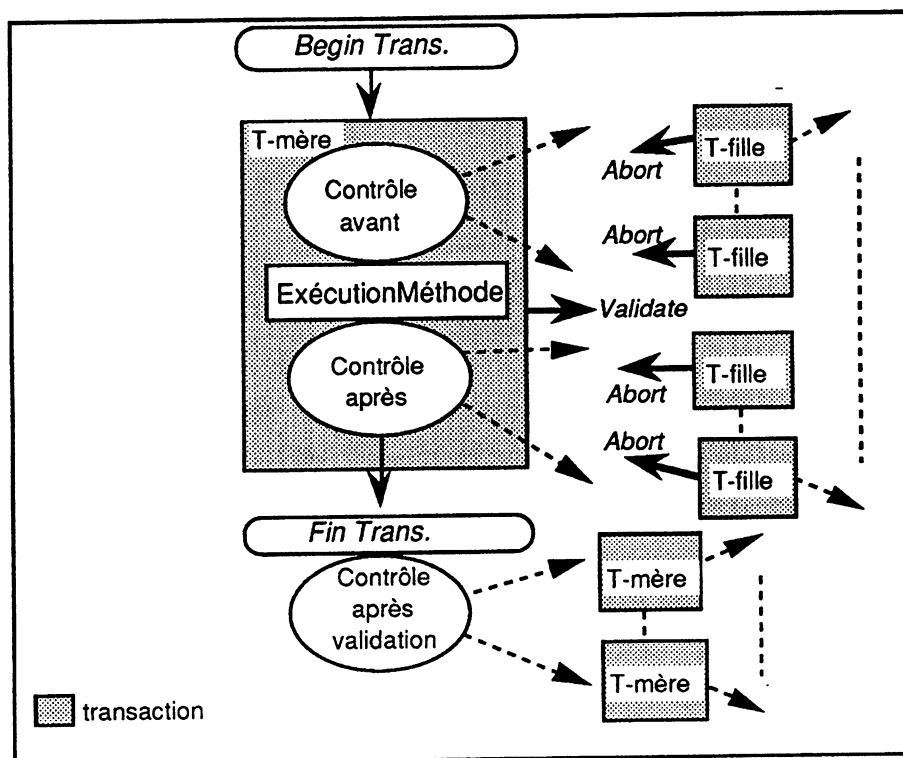 Begin Trans.
T-mère
Contrôle
avant
ExécutionMéthode
Contrôle
après
Fin Trans.
Contrôle
après
validation
T-fille
Abort
Abort
T-fille
Validate
T-fille
Abort
Abort
T-fille
T-mère
T-mère
transaction